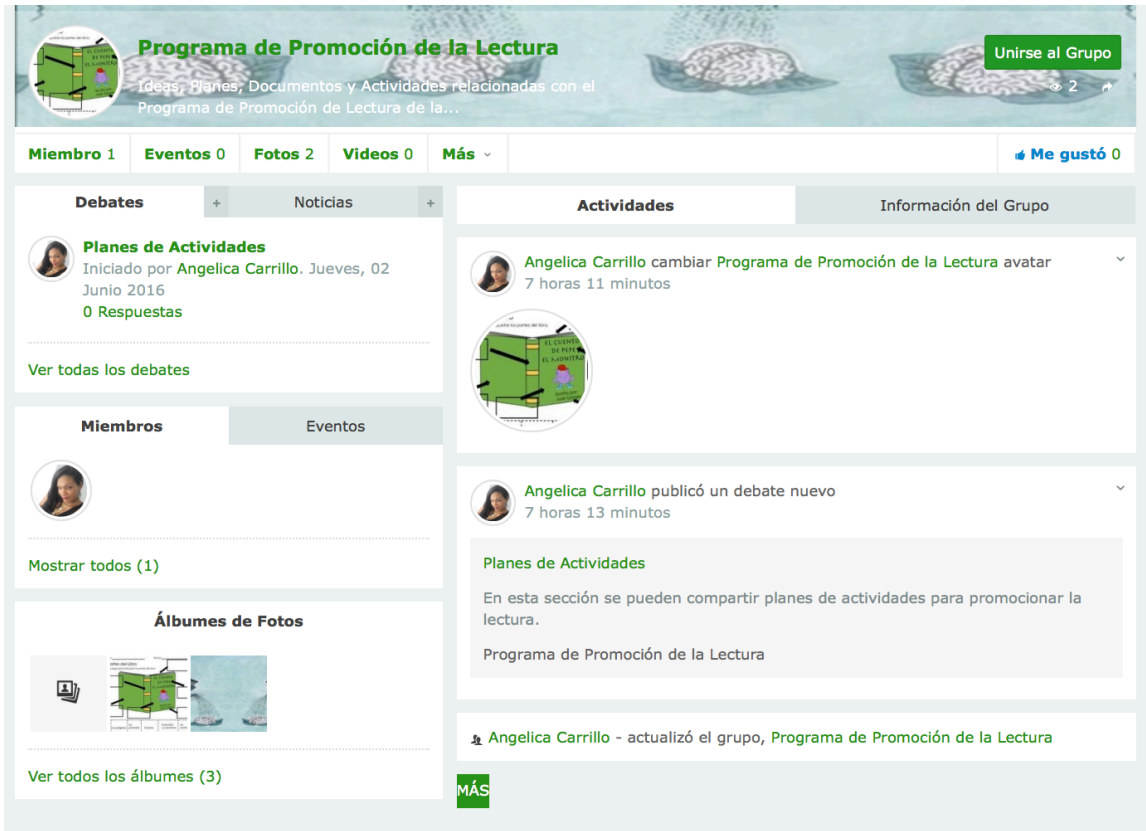 Programa de Promoción de la Lectura
Unirse al Grupo
Ideas, Planes, Documentos y Actividades relacionadas con el
Programa de Promoción de Lectura de la...
2
Miembro 1
Eventos 0
Fotos 2
Videos 0
Más
Me gustó 0
Debates
+
Noticias
+
Planes de Actividades
Iniciado por Angelica Carrillo. Jueves, 02
Junio 2016
0 Respuestas
Ver todas los debates
Miembros
Eventos
Mostrar todos (1)
Álbumes de Fotos
Ver todos los álbumes (3)
Actividades
Información del Grupo
Angelica Carrillo cambiar Programa de Promoción de la Lectura avatar
7 horas 11 minutos
EL CUENTO
DE PEPE
EL MONSTRO
Angelica Carrillo publicó un debate nuevo
7 horas 13 minutos
Planes de Actividades
En esta sección se pueden compartir planes de actividades para promocionar la
lectura.
Programa de Promoción de la Lectura
Angelica Carrillo - actualizó el grupo, Programa de Promoción de la Lectura
MÁS